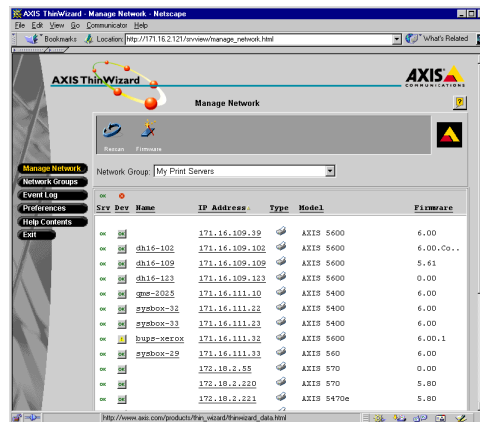 AXIS ThinWizard - Manage Network - Netscape
File Edit View Go Communicator Help
Bookmarks Location: http://171.16.2.121/srvview/manage_network.html What's Related
AXIS ThinWizard
AXIS
COMMUNICATIONS
Manage Network
?
Rescan Firmware
Manage Network
Network Groups
Event Log
Preferences
Help Contents
Exit
Network Group: My Print Servers
OK
Srv Dev Name IP Address Type Model Firmware
OK OK 171.16.109.39 AXIS 5600 6.00
OK OK dh16-102 171.16.109.102 AXIS 5600 6.00.Co..
OK OK dh16-109 171.16.109.109 AXIS 5600 5.61
OK OK dh16-123 171.16.109.123 AXIS 5600 0.00
OK OK gms-2025 171.16.111.10 AXIS 5400 6.00
OK OK sysbox-32 171.16.111.22 AXIS 5400 6.00
OK OK sysbox-33 171.16.111.23 AXIS 5400 6.00
OK ! bups-xerox 171.16.111.32 AXIS 5600 6.00.1
OK OK sysbox-29 171.16.111.33 AXIS 560 6.00
OK OK 172.18.2.55 AXIS 570 0.00
OK OK 172.18.2.220 AXIS 570 5.80
OK OK 172.18.2.221 AXIS 5470e 5.80
http://www.axis.com/products/thin_wizard/thinwizard_data.html